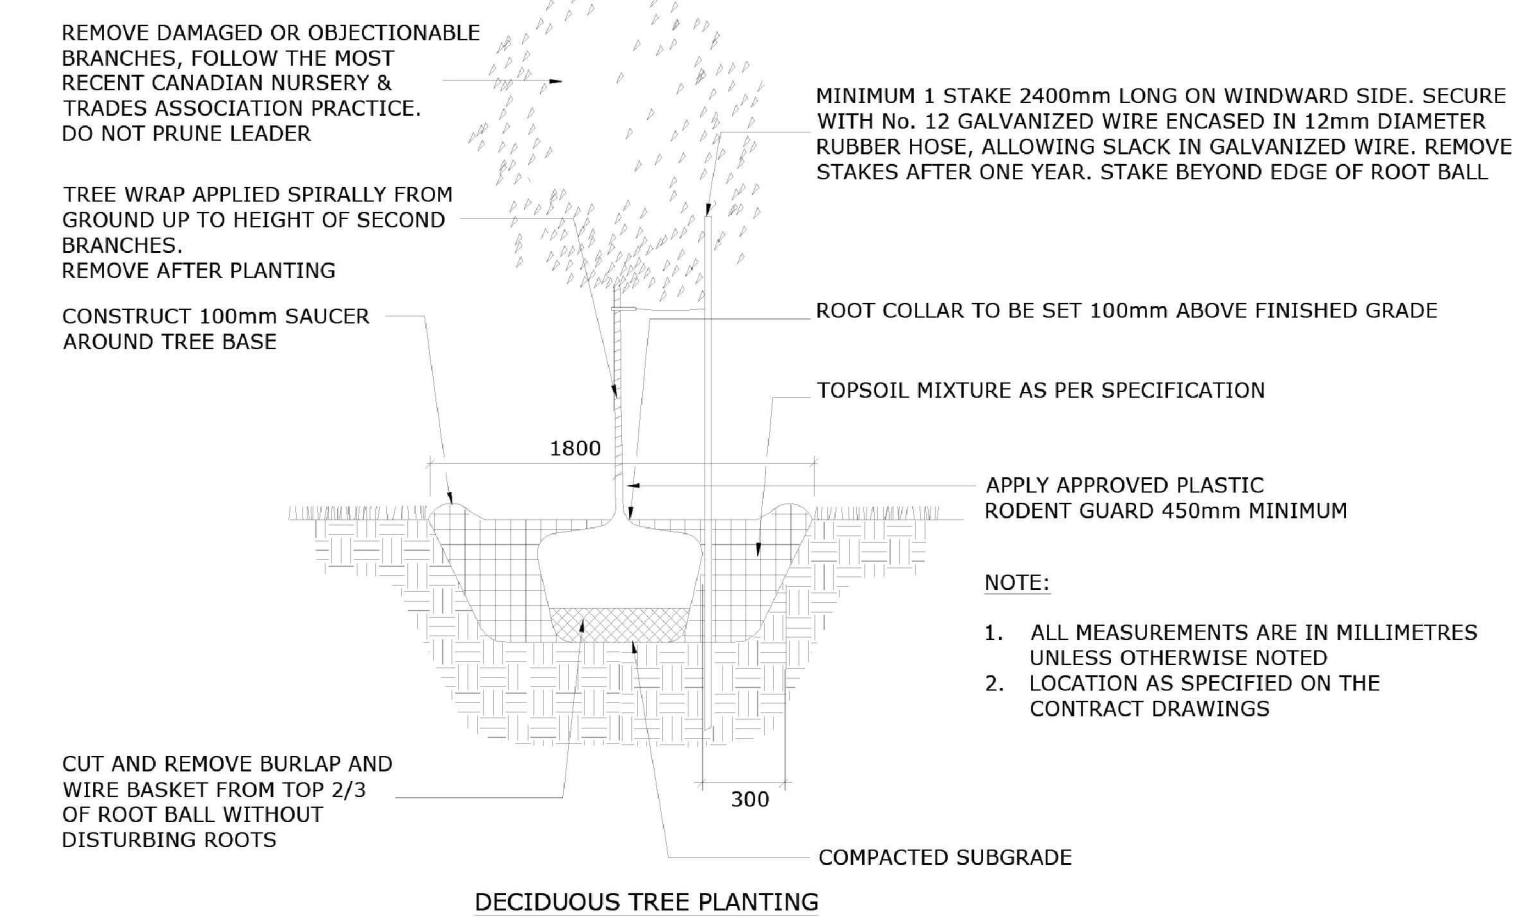 REMOVE DAMAGED OR OBJECTIONABLE
BRANCHES, FOLLOW THE MOST
RECENT CANADIAN NURSERY &
TRADES ASSOCIATION PRACTICE.
DO NOT PRUNE LEADER
TREE WRAP APPLIED SPIRALLY FROM
GROUND UP TO HEIGHT OF SECOND
BRANCHES.
REMOVE AFTER PLANTING
CONSTRUCT 100mm SAUCER
AROUND TREE BASE
MINIMUM 1 STAKE 2400mm LONG ON WINDWARD SIDE. SECURE
WITH No. 12 GALVANIZED WIRE ENCASED IN 12mm DIAMETER
RUBBER HOSE, ALLOWING SLACK IN GALVANIZED WIRE. REMOVE
STAKES AFTER ONE YEAR. STAKE BEYOND EDGE OF ROOT BALL
ROOT COLLAR TO BE SET 100mm ABOVE FINISHED GRADE
TOPSOIL MIXTURE AS PER SPECIFICATION
1800
APPLY APPROVED PLASTIC
RODENT GUARD 450mm MINIMUM
NOTE:
1. ALL MEASUREMENTS ARE IN MILLIMETRES
UNLESS OTHERWISE NOTED
2. LOCATION AS SPECIFIED ON THE
CONTRACT DRAWINGS
CUT AND REMOVE BURLAP AND
WIRE BASKET FROM TOP 2/3
OF ROOT BALL WITHOUT
DISTURBING ROOTS
300
COMPACTED SUBGRADE
DECIDUOUS TREE PLANTING